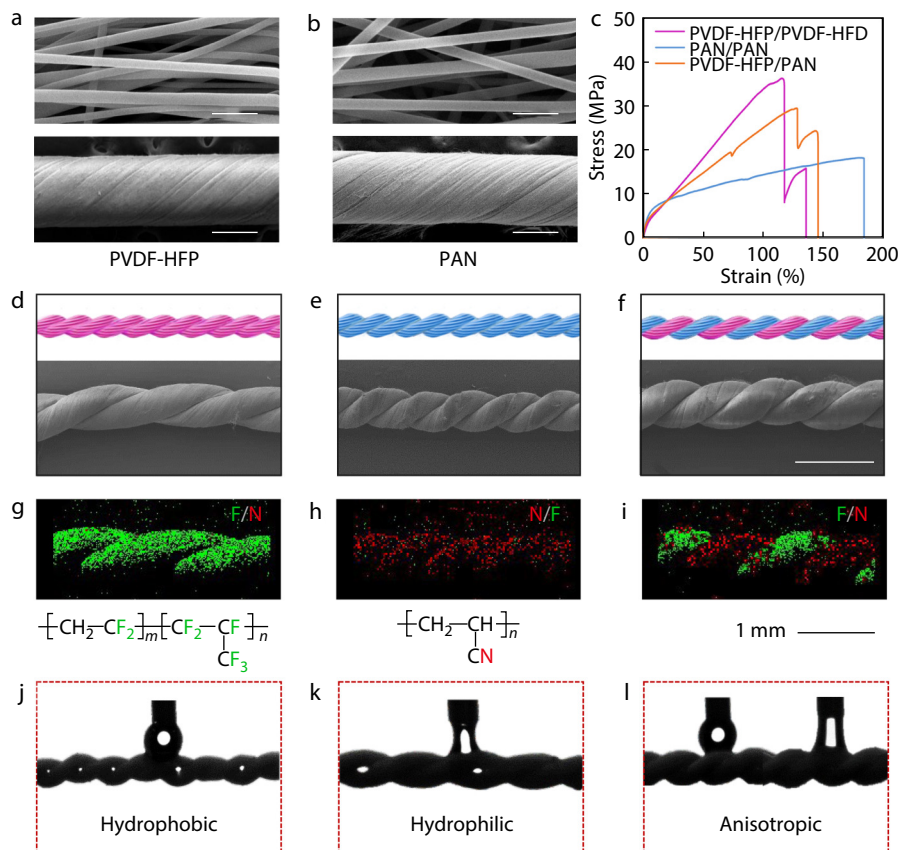 a
b
c
PVDF-HFP
PAN
Stress (MPa)
50
40
30
20
10
0
0
50
100
150
200
Strain (%)
PVDF-HFP/PVDF-HFD
PAN/PAN
PVDF-HFP/PAN
d
e
f
g
F/N
h
N/F
i
F/N
[CH2-CF2]m[CF2-CF]n
CF3
[CH2-CH]n
CN
1 mm
j
k
l
Hydrophobic
Hydrophilic
Anisotropic